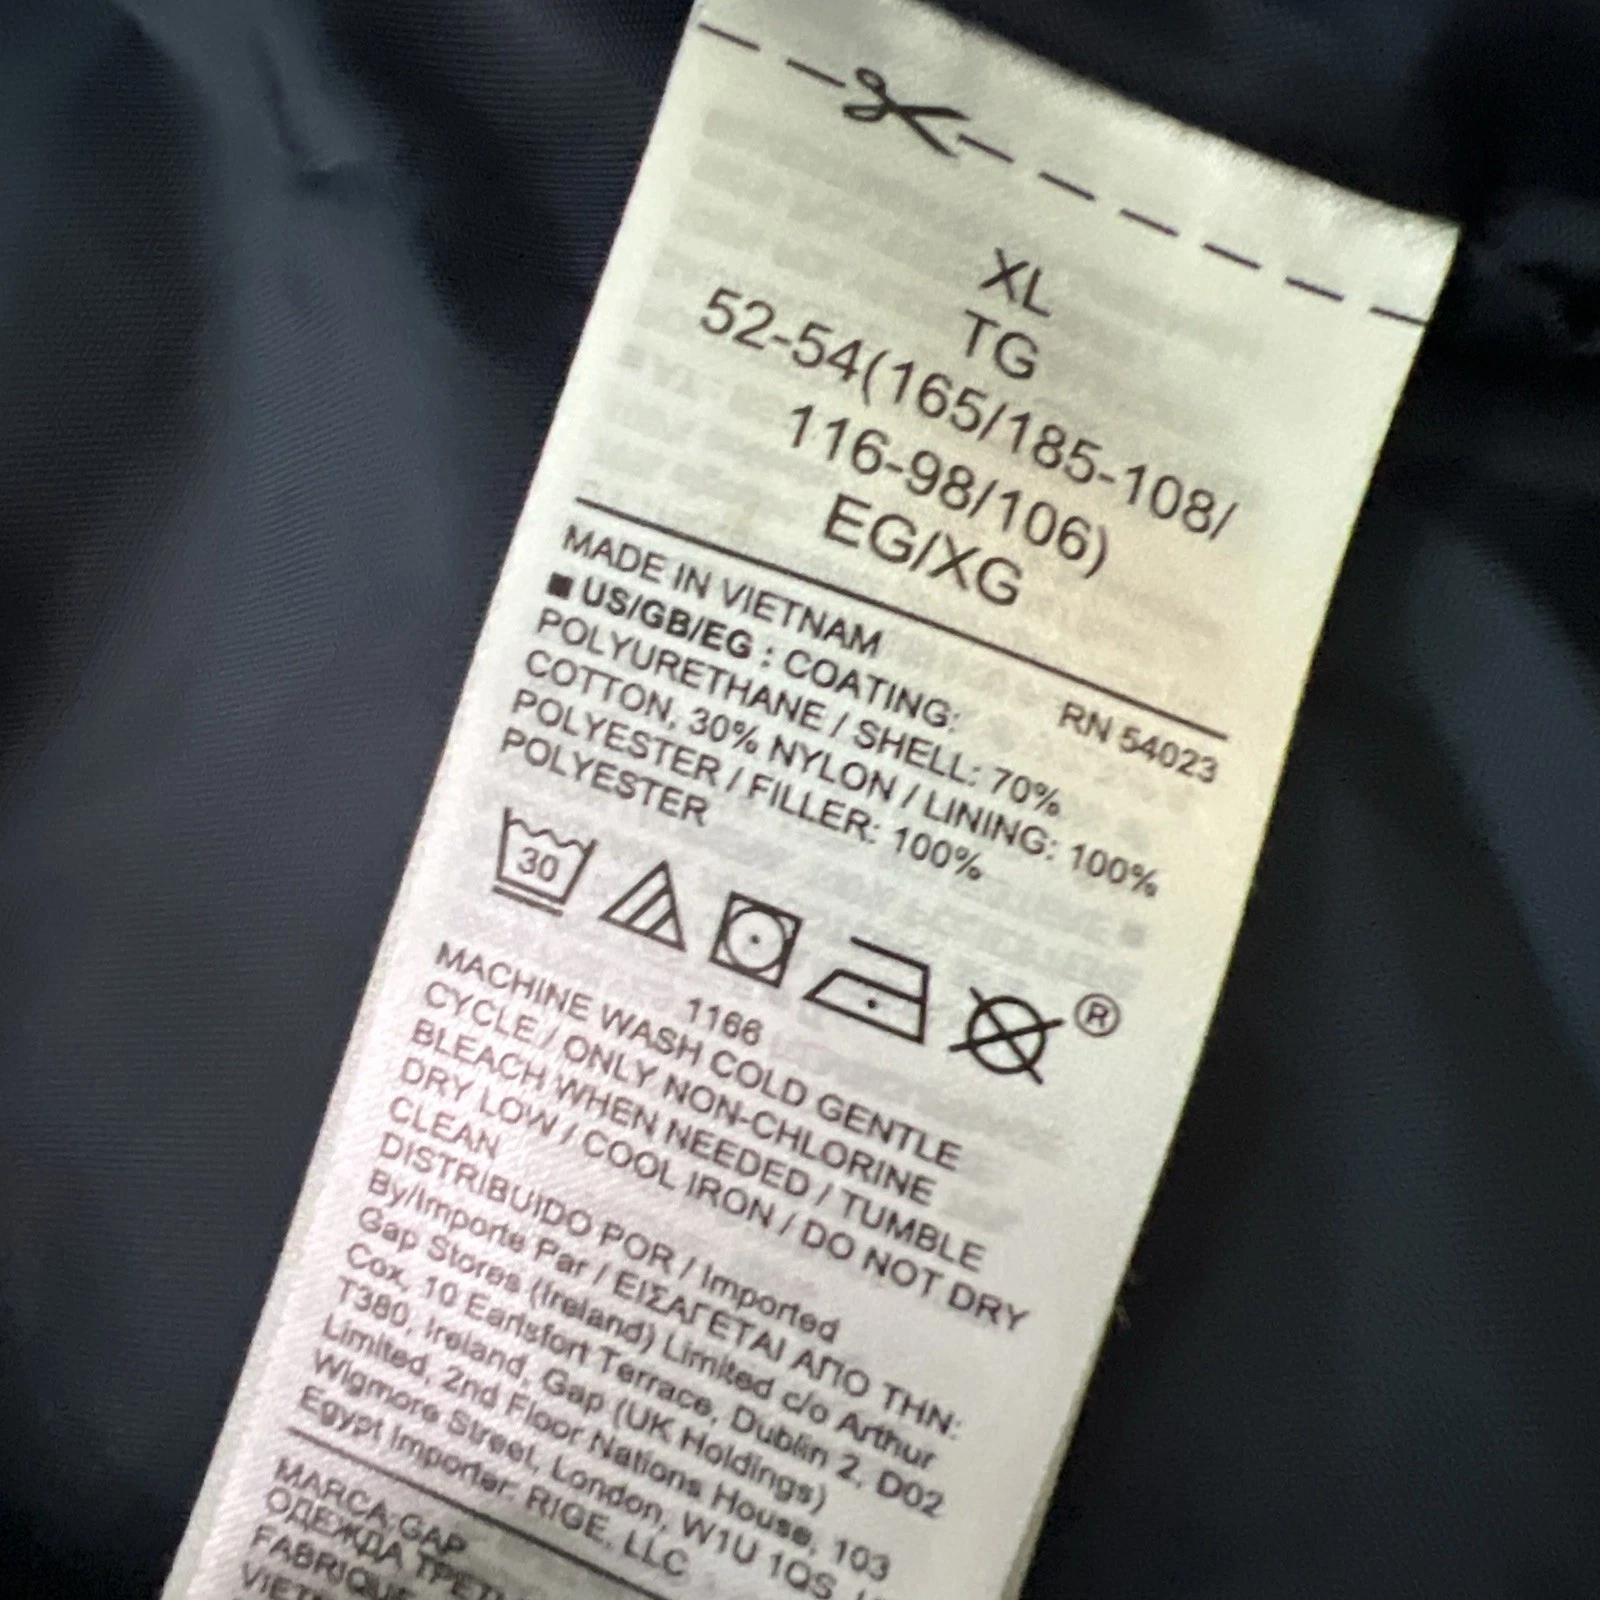 XL
TG
52-54(165/185-108/
116-98/106)
EG/XG
MADE IN VIETNAM
RN 54023
■ US/GB/EG : COATING:
POLYURETHANE / SHELL: 70%
COTTON, 30% NYLON / LINING: 100%
POLYESTER / FILLER: 100%
POLYESTER
30
®
1166
MACHINE WASH COLD GENTLE
CYCLE / ONLY NON-CHLORINE
BLEACH WHEN NEEDED / TUMBLE
DRY LOW / COOL IRON / DO NOT DRY
CLEAN
DISTRIBUIDO POR / Imported
By/Importe Par / ΕΙΣΑΓΕΤΑΙ ΑΠΟ ΤΗΝ:
Gap Stores (Ireland) Limited c/o Arthur
Cox, 10 Earlsfort Terrace, Dublin 2, D02
T380, Ireland, Gap (UK Holdings)
Limited, 2nd Floor Nations House, 103
Wigmore Street, London, W1U 1QS
Egypt Importer: RIGE, LLC
MARCA:GAP
ОДЕЖДА
FABRIQUÉ